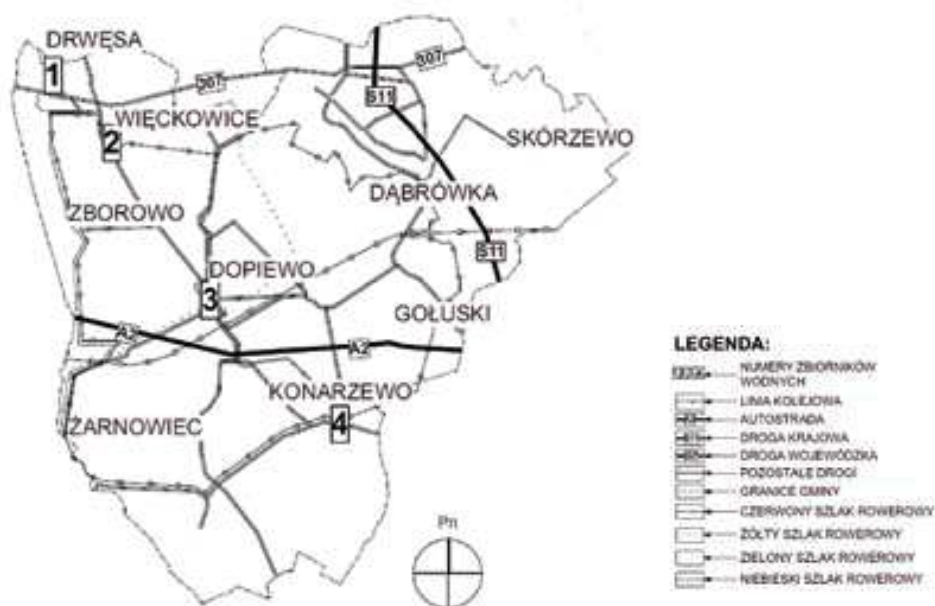 DRWĘSA
1
307
307
S11
WIĘCKOWICE
2
SKÓRZEWO
DĄBRÓWKA
ZBOROWO
S11
DOPIEWO
3
GOŁUSKI
A2
KONARZEWO
4
ŻARNOWIEC
Pn
LEGENDA:
NUMERY ZBIORNIKÓW
WODNYCH
LINIA KOLEJOWA
AUTOSTRADA
DROGA KRAJOWA
DROGA WOJEWÓDZKA
POZOSTAŁE DROGI
GRANICE GMINY
CZERWONY SZLAK ROWEROWY
ŻÓŁTY SZLAK ROWEROWY
ZIELONY SZLAK ROWEROWY
NIEBIESKI SZLAK ROWEROWY